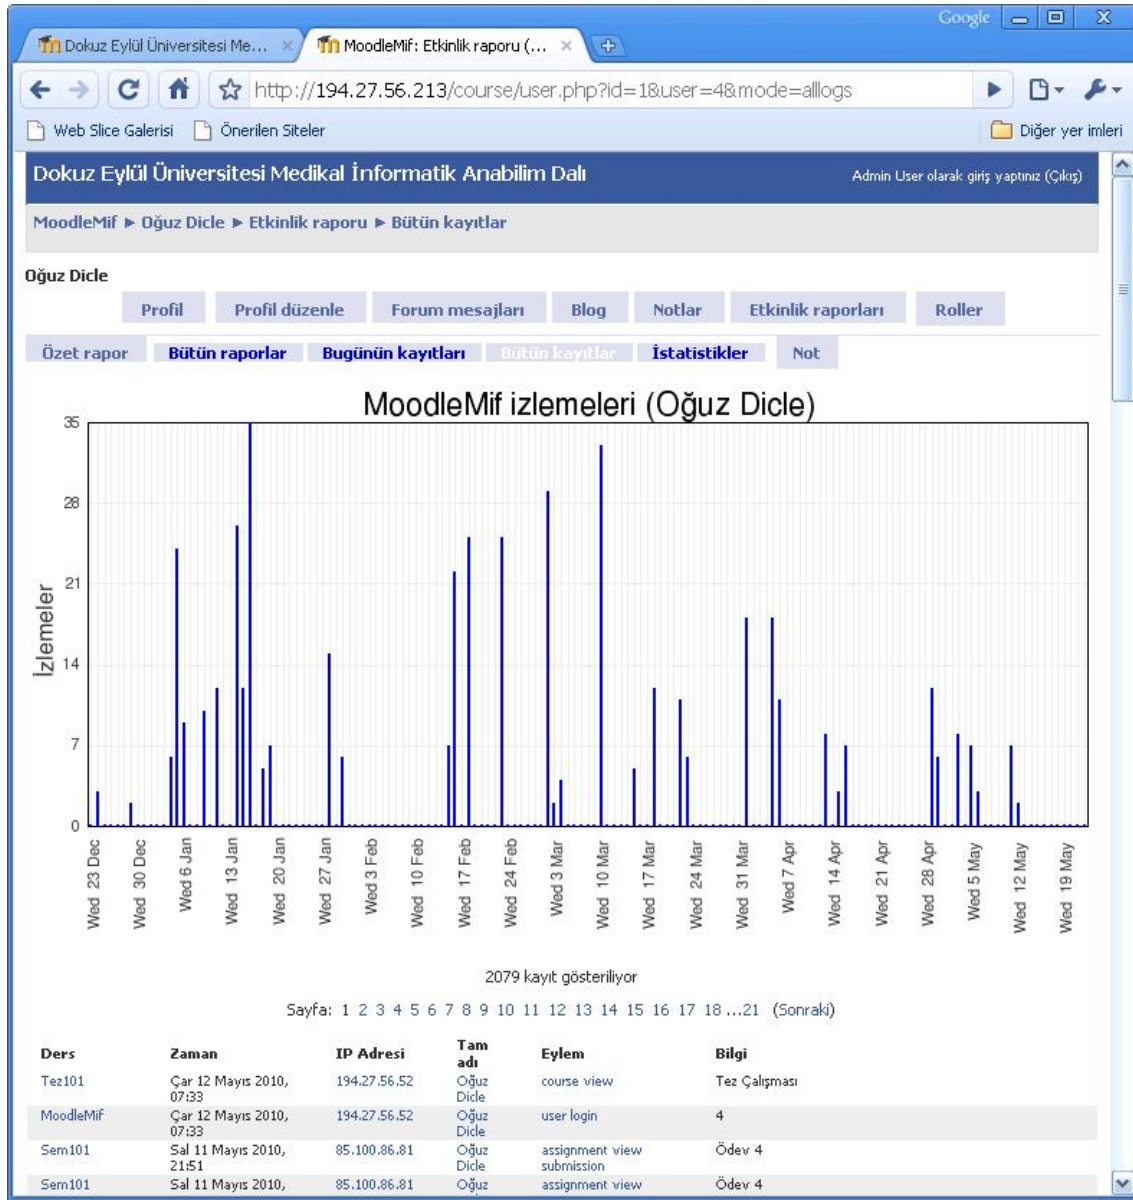 Google
Dokuz Eylül Üniversitesi Me... MoodleMif: Etkinlik raporu (...
http://194.27.56.213/course/user.php?id=1&user=4&mode=alllogs
Web Slice Galerisi Önerilen Siteler Diğer yer imleri
Dokuz Eylül Üniversitesi Medikal İnformatik Anabilim Dalı Admin User olarak giriş yaptınız (Çıkış)
MoodleMif ► Oğuz Dicle ► Etkinlik raporu ► Bütün kayıtlar
Oğuz Dicle
Profil Profil düzenle Forum mesajları Blog Notlar Etkinlik raporları Roller
Özet rapor Bütün raporlar Bugünün kayıtları Bütün kayıtlar İstatistikler Not
MoodleMif izlemeleri (Oğuz Dicle)
İzlemeler
35
28
21
14
7
0
Wed 23 Dec
Wed 30 Dec
Wed 6 Jan
Wed 13 Jan
Wed 20 Jan
Wed 27 Jan
Wed 3 Feb
Wed 10 Feb
Wed 17 Feb
Wed 24 Feb
Wed 3 Mar
Wed 10 Mar
Wed 17 Mar
Wed 24 Mar
Wed 31 Mar
Wed 7 Apr
Wed 14 Apr
Wed 21 Apr
Wed 28 Apr
Wed 5 May
Wed 12 May
Wed 19 May
2079 kayıt gösteriliyor
Sayfa: 1 2 3 4 5 6 7 8 9 10 11 12 13 14 15 16 17 18 ...21 (Sonraki)
Ders Zaman IP Adresi Tam adı Eylem Bilgi
Tez101 Çar 12 Mayıs 2010, 07:33 194.27.56.52 Oğuz Dicle course view Tez Çalışması
MoodleMif Çar 12 Mayıs 2010, 07:33 194.27.56.52 Oğuz Dicle user login 4
Sem101 Sal 11 Mayıs 2010, 21:51 85.100.86.81 Oğuz Dicle assignment view submission Ödev 4
Sem101 Sal 11 Mayıs 2010, 85.100.86.81 Oğuz assignment view Ödev 4